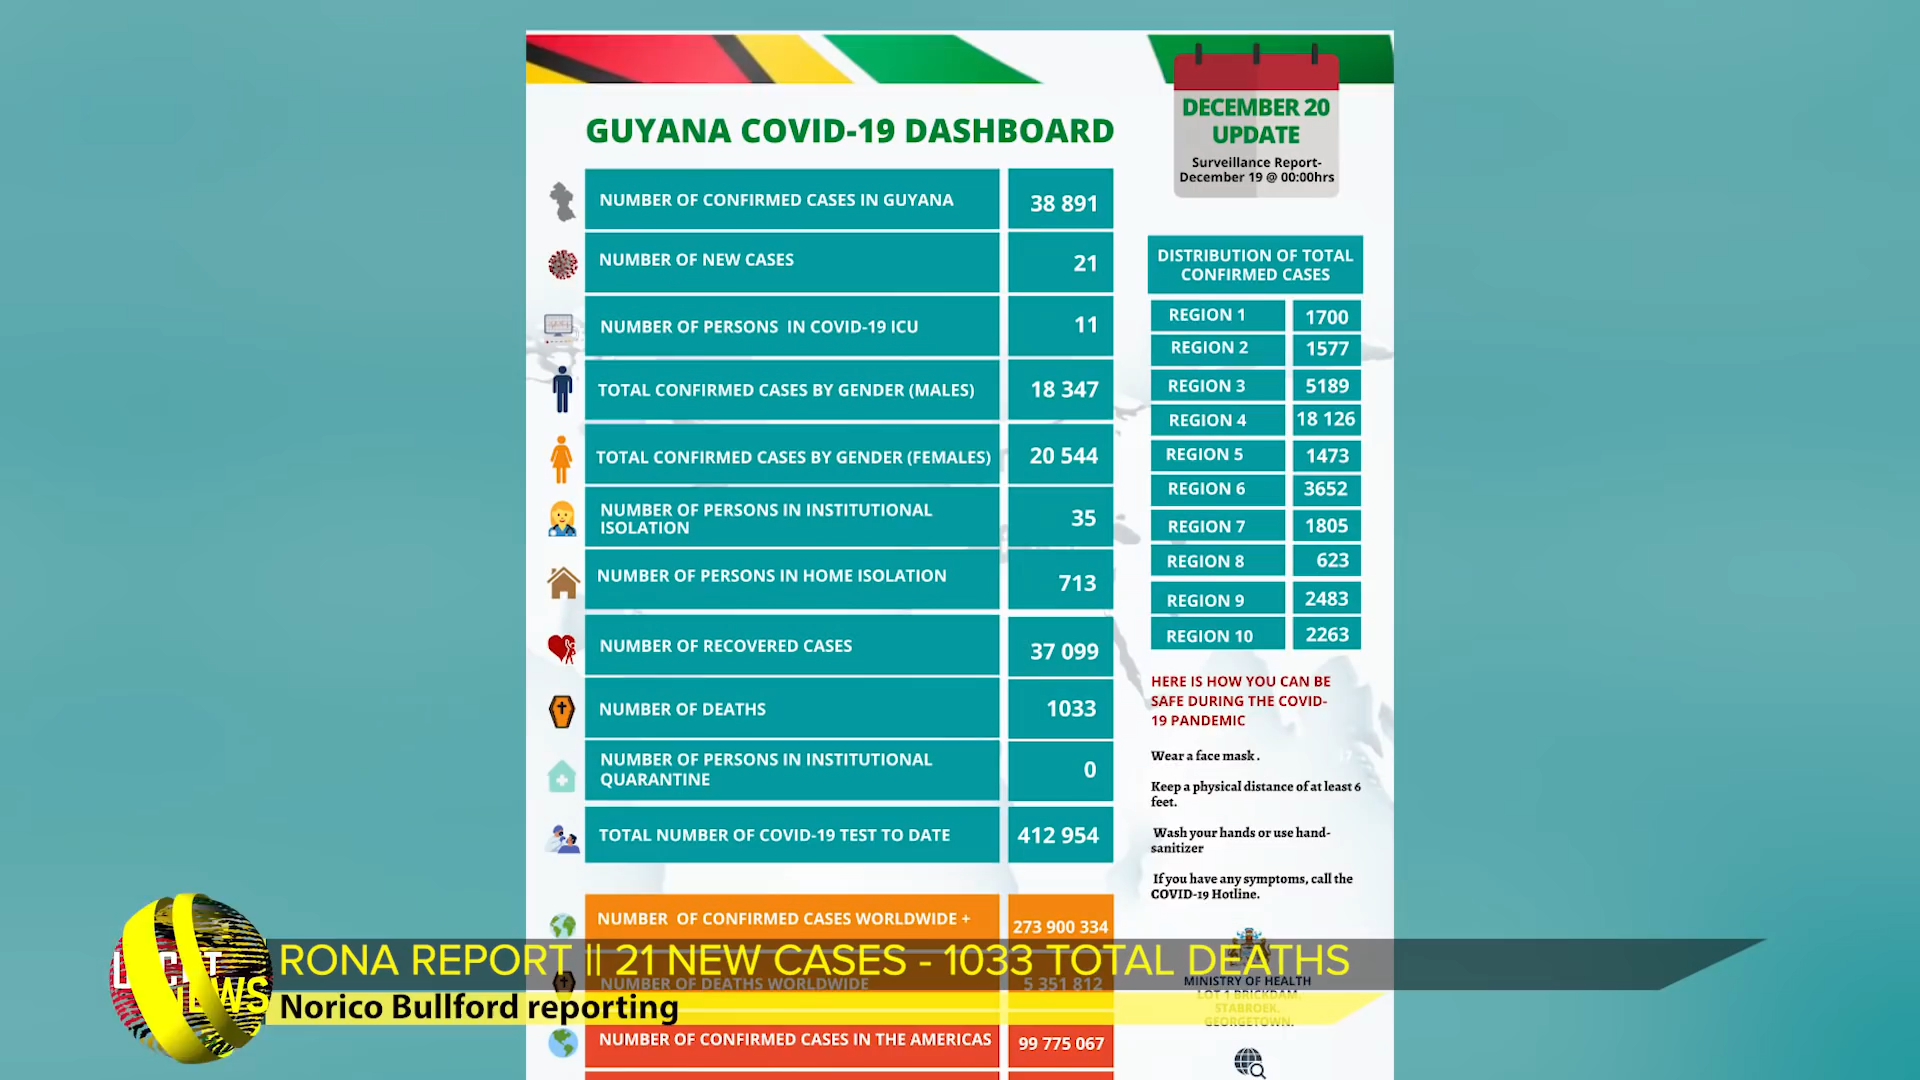 GUYANA COVID-19 DASHBOARD
DECEMBER 20
UPDATE
Surveillance Report-
December 19 @ 00:00hrs
NUMBER OF CONFIRMED CASES IN GUYANA 38 891
NUMBER OF NEW CASES 21
NUMBER OF PERSONS IN COVID-19 ICU 11
TOTAL CONFIRMED CASES BY GENDER (MALES) 18 347
TOTAL CONFIRMED CASES BY GENDER (FEMALES) 20 544
NUMBER OF PERSONS IN INSTITUTIONAL
ISOLATION 35
NUMBER OF PERSONS IN HOME ISOLATION 713
NUMBER OF RECOVERED CASES 37 099
NUMBER OF DEATHS 1033
NUMBER OF PERSONS IN INSTITUTIONAL
QUARANTINE 0
TOTAL NUMBER OF COVID-19 TEST TO DATE 412 954
NUMBER OF CONFIRMED CASES WORLDWIDE + 273 900 334
NUMBER OF DEATHS WORLDWIDE 5 351 812
NUMBER OF CONFIRMED CASES IN THE AMERICAS 99 775 067
DISTRIBUTION OF TOTAL
CONFIRMED CASES
REGION 1 1700
REGION 2 1577
REGION 3 5189
REGION 4 18 126
REGION 5 1473
REGION 6 3652
REGION 7 1805
REGION 8 623
REGION 9 2483
REGION 10 2263
HERE IS HOW YOU CAN BE
SAFE DURING THE COVID-
19 PANDEMIC
Wear a face mask . 17
Keep a physical distance of at least 6
feet.
Wash your hands or use hand-
sanitizer
If you have any symptoms, call the
COVID-19 Hotline.
MINISTRY OF HEALTH
LOT 1 BRICKDAM.
STABROEK.
GEORGETOWN.
RONA REPORT || 21 NEW CASES - 1033 TOTAL DEATHS
Norico Bullford reporting
NEWS